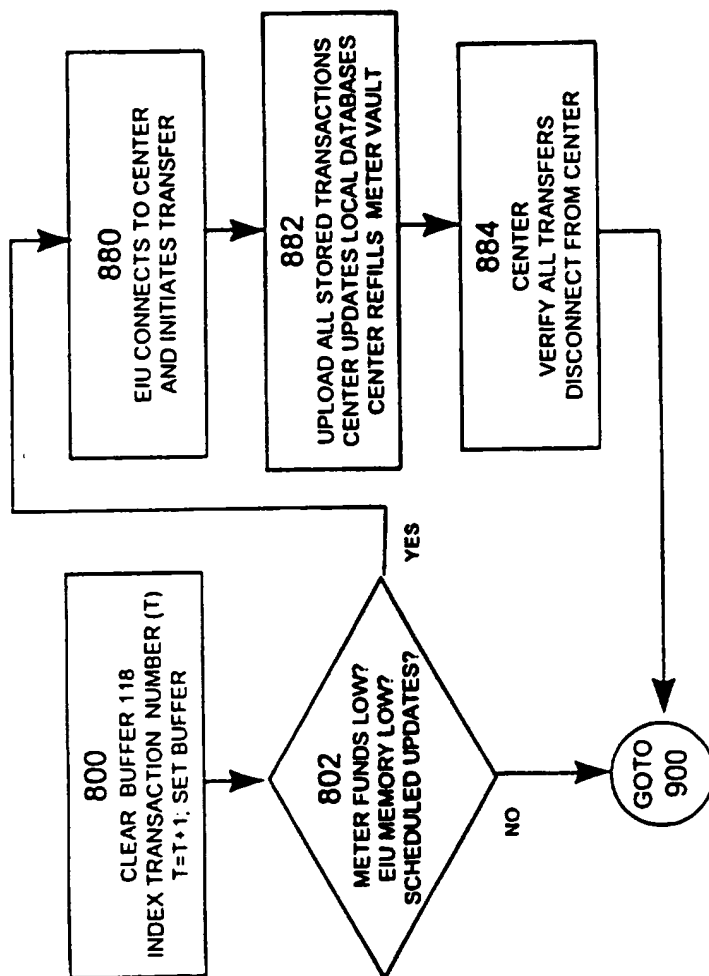 800
CLEAR BUFFER 118
INDEX TRANSACTION NUMBER (T)
T=T+1; SET BUFFER
802
METER FUNDS LOW?
EIU MEMORY LOW?
SCHEDULED UPDATES?
YES
NO
880
EIU CONNECTS TO CENTER
AND INITIATES TRANSFER
882
UPLOAD ALL STORED TRANSACTIONS
CENTER UPDATES LOCAL DATABASES
CENTER REFILLS METER VAULT
884
CENTER
VERIFY ALL TRANSFERS
DISCONNECT FROM CENTER
GOTO
900